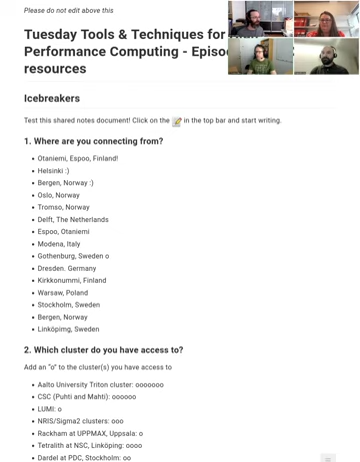 Please do not edit above this
Tuesday Tools & Techniques for
Performance Computing - Episo
resources
Icebreakers
Test this shared notes document! Click on the 📝 in the top bar and start writing.
1. Where are you connecting from?
• Otaniemi, Espoo, Finland!
• Helsinki :)
• Bergen, Norway :)
• Oslo, Norway
• Tromso, Norway
• Delft, The Netherlands
• Espoo, Otaniemi
• Modena, Italy
• Gothenburg, Sweden o
• Dresden. Germany
• Kirkkonummi, Finland
• Warsaw, Poland
• Stockholm, Sweden
• Bergen, Norway
• Linköpimg, Sweden
2. Which cluster do you have access to?
Add an "o" to the cluster(s) you have access to
• Aalto University Triton cluster: ooooooo
• CSC (Puhti and Mahti): oooooo
• LUMI: o
• NRIS/Sigma2 clusters: ooo
• Rackham at UPPMAX, Uppsala: o
• Tetralith at NSC, Linköping: oooo
• Dardel at PDC, Stockholm: oo